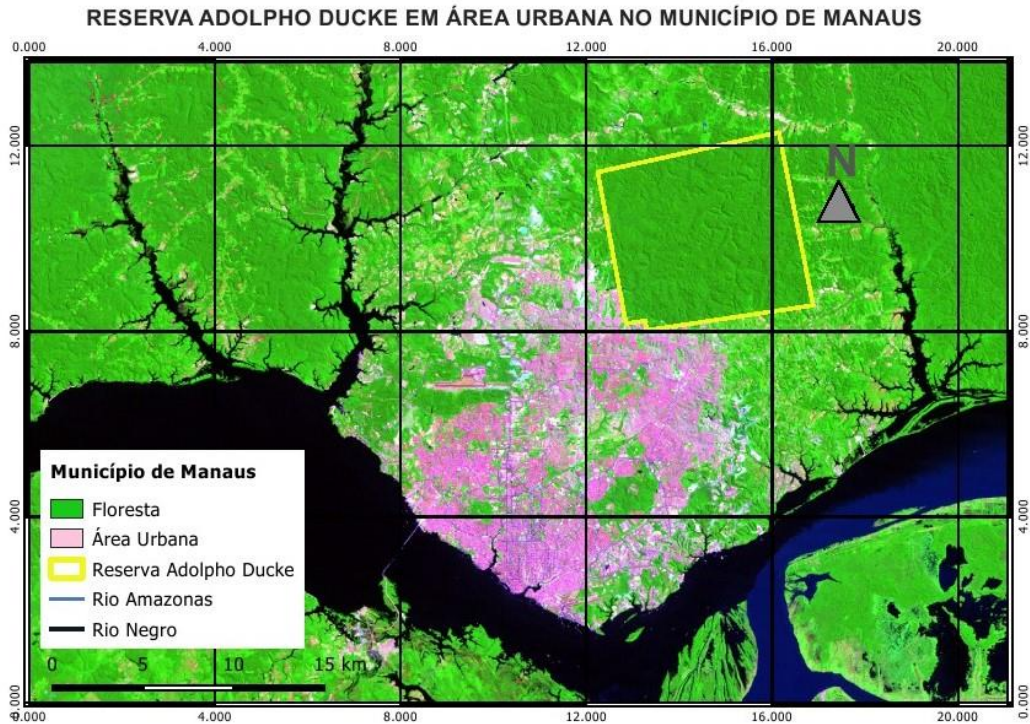 RESERVA ADOLPHO DUCKE EM ÁREA URBANA NO MUNICÍPIO DE MANAUS
0.000 4.000 8.000 12.000 16.000 20.000
12.000 12.000
N
8.000 8.000
Município de Manaus
Floresta
4.000 4.000
Área Urbana
Reserva Adolpho Ducke
Rio Amazonas
Rio Negro
0 5 10 15 km
0.000 0.000
0.000 4.000 8.000 12.000 16.000 20.000